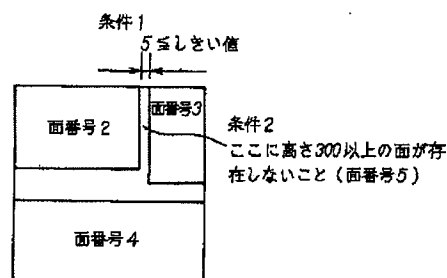 条件1
5≦しきい値
面番号2
面番号3
条件2
ここに高さ300以上の面が存
在しないこと(面番号5)
面番号4